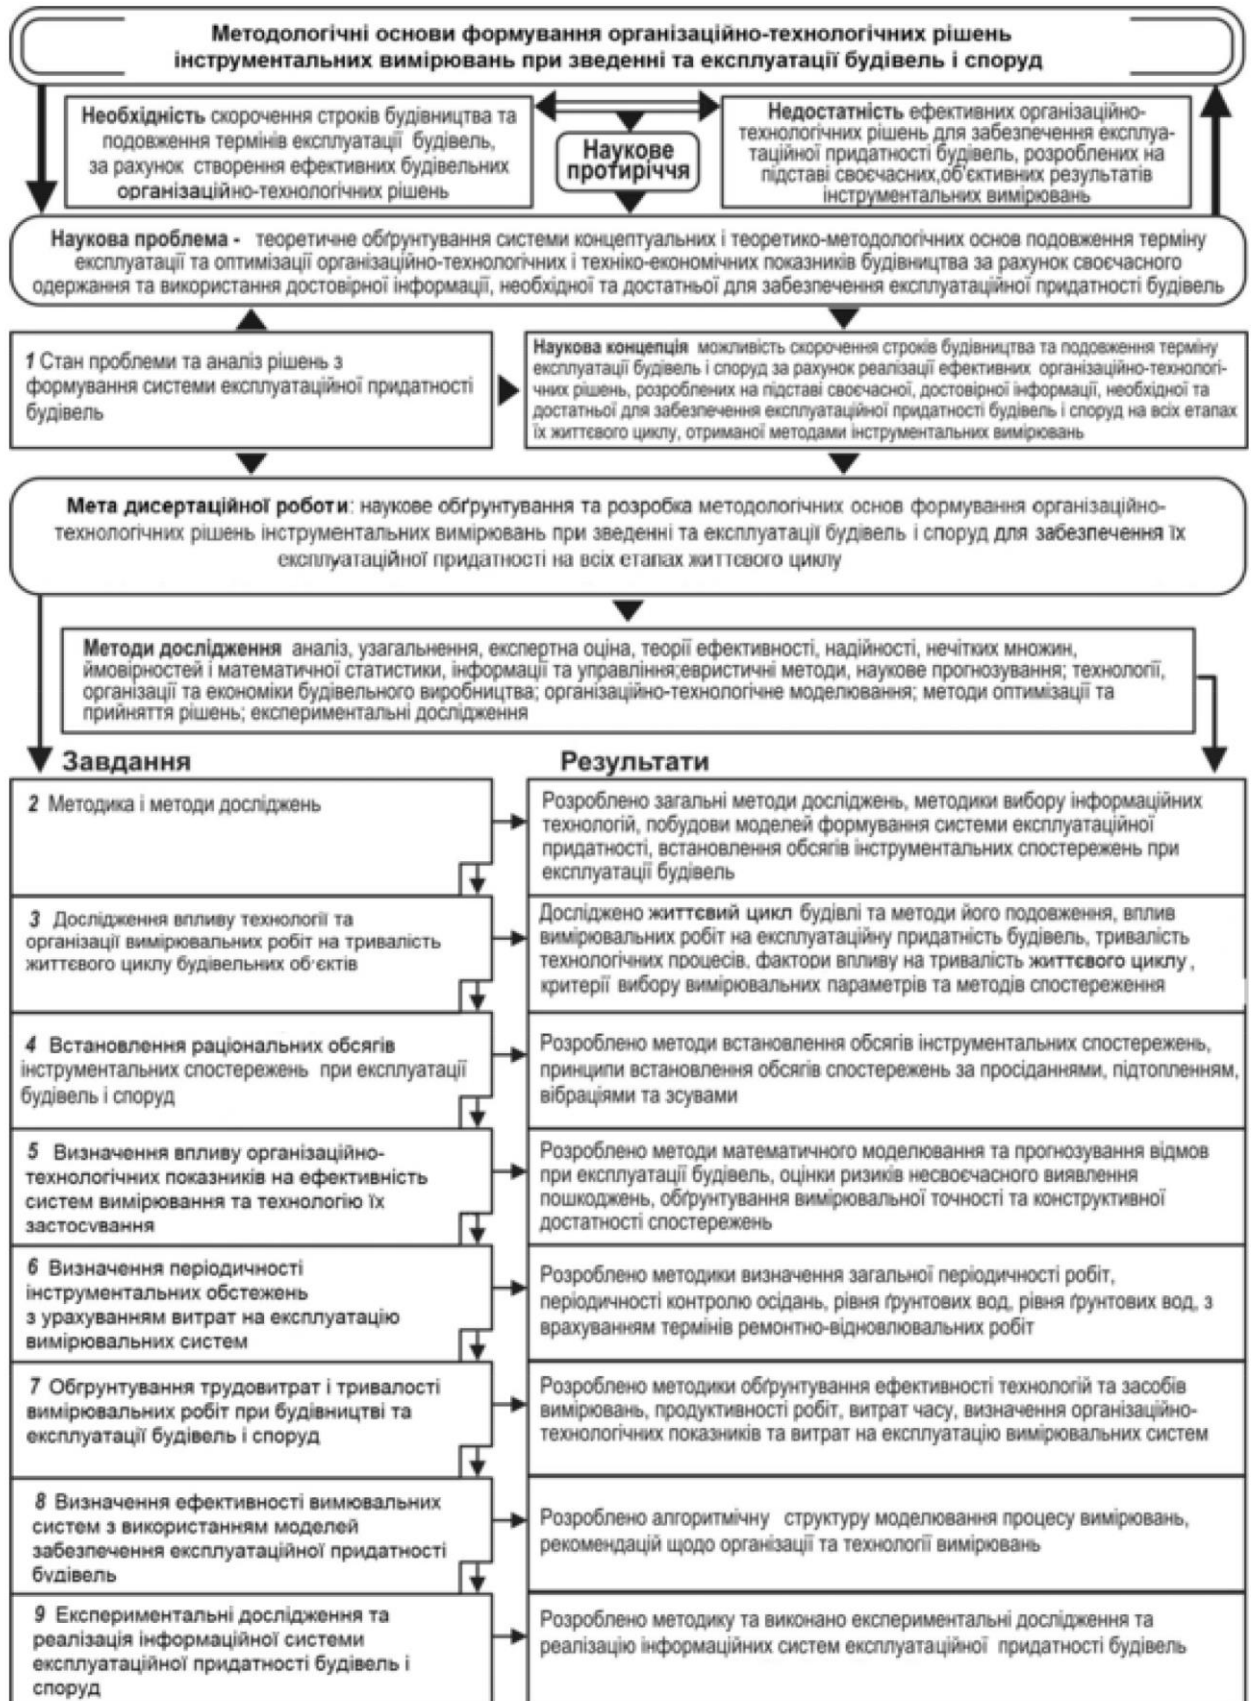 Методологічні основи формування організаційно-технологічних рішень
інструментальних вимірювань при зведенні та експлуатації будівель і споруд
Необхідність скорочення строків будівництва та
подовження термінів експлуатації будівель,
за рахунок створення ефективних будівельних
організаційно-технологічних рішень
Наукове
протиріччя
Недостатність ефективних організаційно-
технологічних рішень для забезпечення експлуа-
таційної придатності будівель, розроблених на
підставі своєчасних,об'єктивних результатів
інструментальних вимірювань
Наукова проблема - теоретичне обґрунтування системи концептуальних і теоретико-методологічних основ подовження терміну
експлуатації та оптимізації організаційно-технологічних і техніко-економічних показників будівництва за рахунок своєчасного
одержання та використання достовірної інформації, необхідної та достатньої для забезпечення експлуатаційної придатності будівель
1 Стан проблеми та аналіз рішень з
формування системи експлуатаційної придатності
будівель
Наукова концепція можливість скорочення строків будівництва та подовження терміну
експлуатації будівель і споруд за рахунок реалізації ефективних організаційно-технологі-
чних рішень, розроблених на підставі своєчасної, достовірної інформації, необхідної та
достатньої для забезпечення експлуатаційної придатності будівель і споруд на всіх етапах
їх життєвого циклу, отриманої методами інструментальних вимірювань
Мета дисертаційної роботи: наукове обґрунтування та розробка методологічних основ формування організаційно-
технологічних рішень інструментальних вимірювань при зведенні та експлуатації будівель і споруд для забезпечення їх
експлуатаційної придатності на всіх етапах життєвого циклу
Методи дослідження аналіз, узагальнення, експертна оцінка, теорії ефективності, надійності, нечітких множин,
ймовірностей і математичної статистики, інформації та управління;евристичні методи, наукове прогнозування; технології,
організації та економіки будівельного виробництва; організаційно-технологічне моделювання; методи оптимізації та
прийняття рішень; експериментальні дослідження
Завдання
Результати
2 Методика і методи досліджень
Розроблено загальні методи досліджень, методики вибору інформаційних
технологій, побудови моделей формування системи експлуатаційної
придатності, встановлення обсягів інструментальних спостережень при
експлуатації будівель
3 Дослідження впливу технології та
організації вимірювальних робіт на тривалість
життєвого циклу будівельних об'єктів
Досліджено життєвий цикл будівлі та методи його подовження, вплив
вимірювальних робіт на експлуатаційну придатність будівель, тривалість
технологічних процесів, фактори впливу на тривалість життєвого циклу,
критерії вибору вимірювальних параметрів та методів спостереження
4 Встановлення раціональних обсягів
інструментальних спостережень при експлуатації
будівель і споруд
Розроблено методи встановлення обсягів інструментальних спостережень,
принципи встановлення обсягів спостережень за просіданнями, підтопленням,
вібраціями та зсувами
5 Визначення впливу організаційно-
технологічних показників на ефективність
систем вимірювання та технологію їх
застосування
Розроблено методи математичного моделювання та прогнозування відмов
при експлуатації будівель, оцінки ризиків несвоєчасного виявлення
пошкоджень, обґрунтування вимірювальної точності та конструктивної
достатності спостережень
6 Визначення періодичності
інструментальних обстежень
з урахуванням витрат на експлуатацію
вимірювальних систем
Розроблено методики визначення загальної періодичності робіт,
періодичності контролю осідань, рівня ґрунтових вод, рівня ґрунтових вод, з
врахуванням термінів ремонтно-відновлювальних робіт
7 Обґрунтування трудовитрат і тривалості
вимірювальних робіт при будівництві та
експлуатації будівель і споруд
Розроблено методики обґрунтування ефективності технологій та засобів
вимірювань, продуктивності робіт, витрат часу, визначення організаційно-
технологічних показників та витрат на експлуатацію вимірювальних систем
8 Визначення ефективності вимювальних
систем з використанням моделей
забезпечення експлуатаційної придатності
будівель
Розроблено алгоритмічну структуру моделювання процесу вимірювань,
рекомендацій щодо організації та технології вимірювань
9 Експериментальні дослідження та
реалізація інформаційної системи
експлуатаційної придатності будівель і
споруд
Розроблено методику та виконано експериментальні дослідження та
реалізацію інформаційних систем експлуатаційної придатності будівель